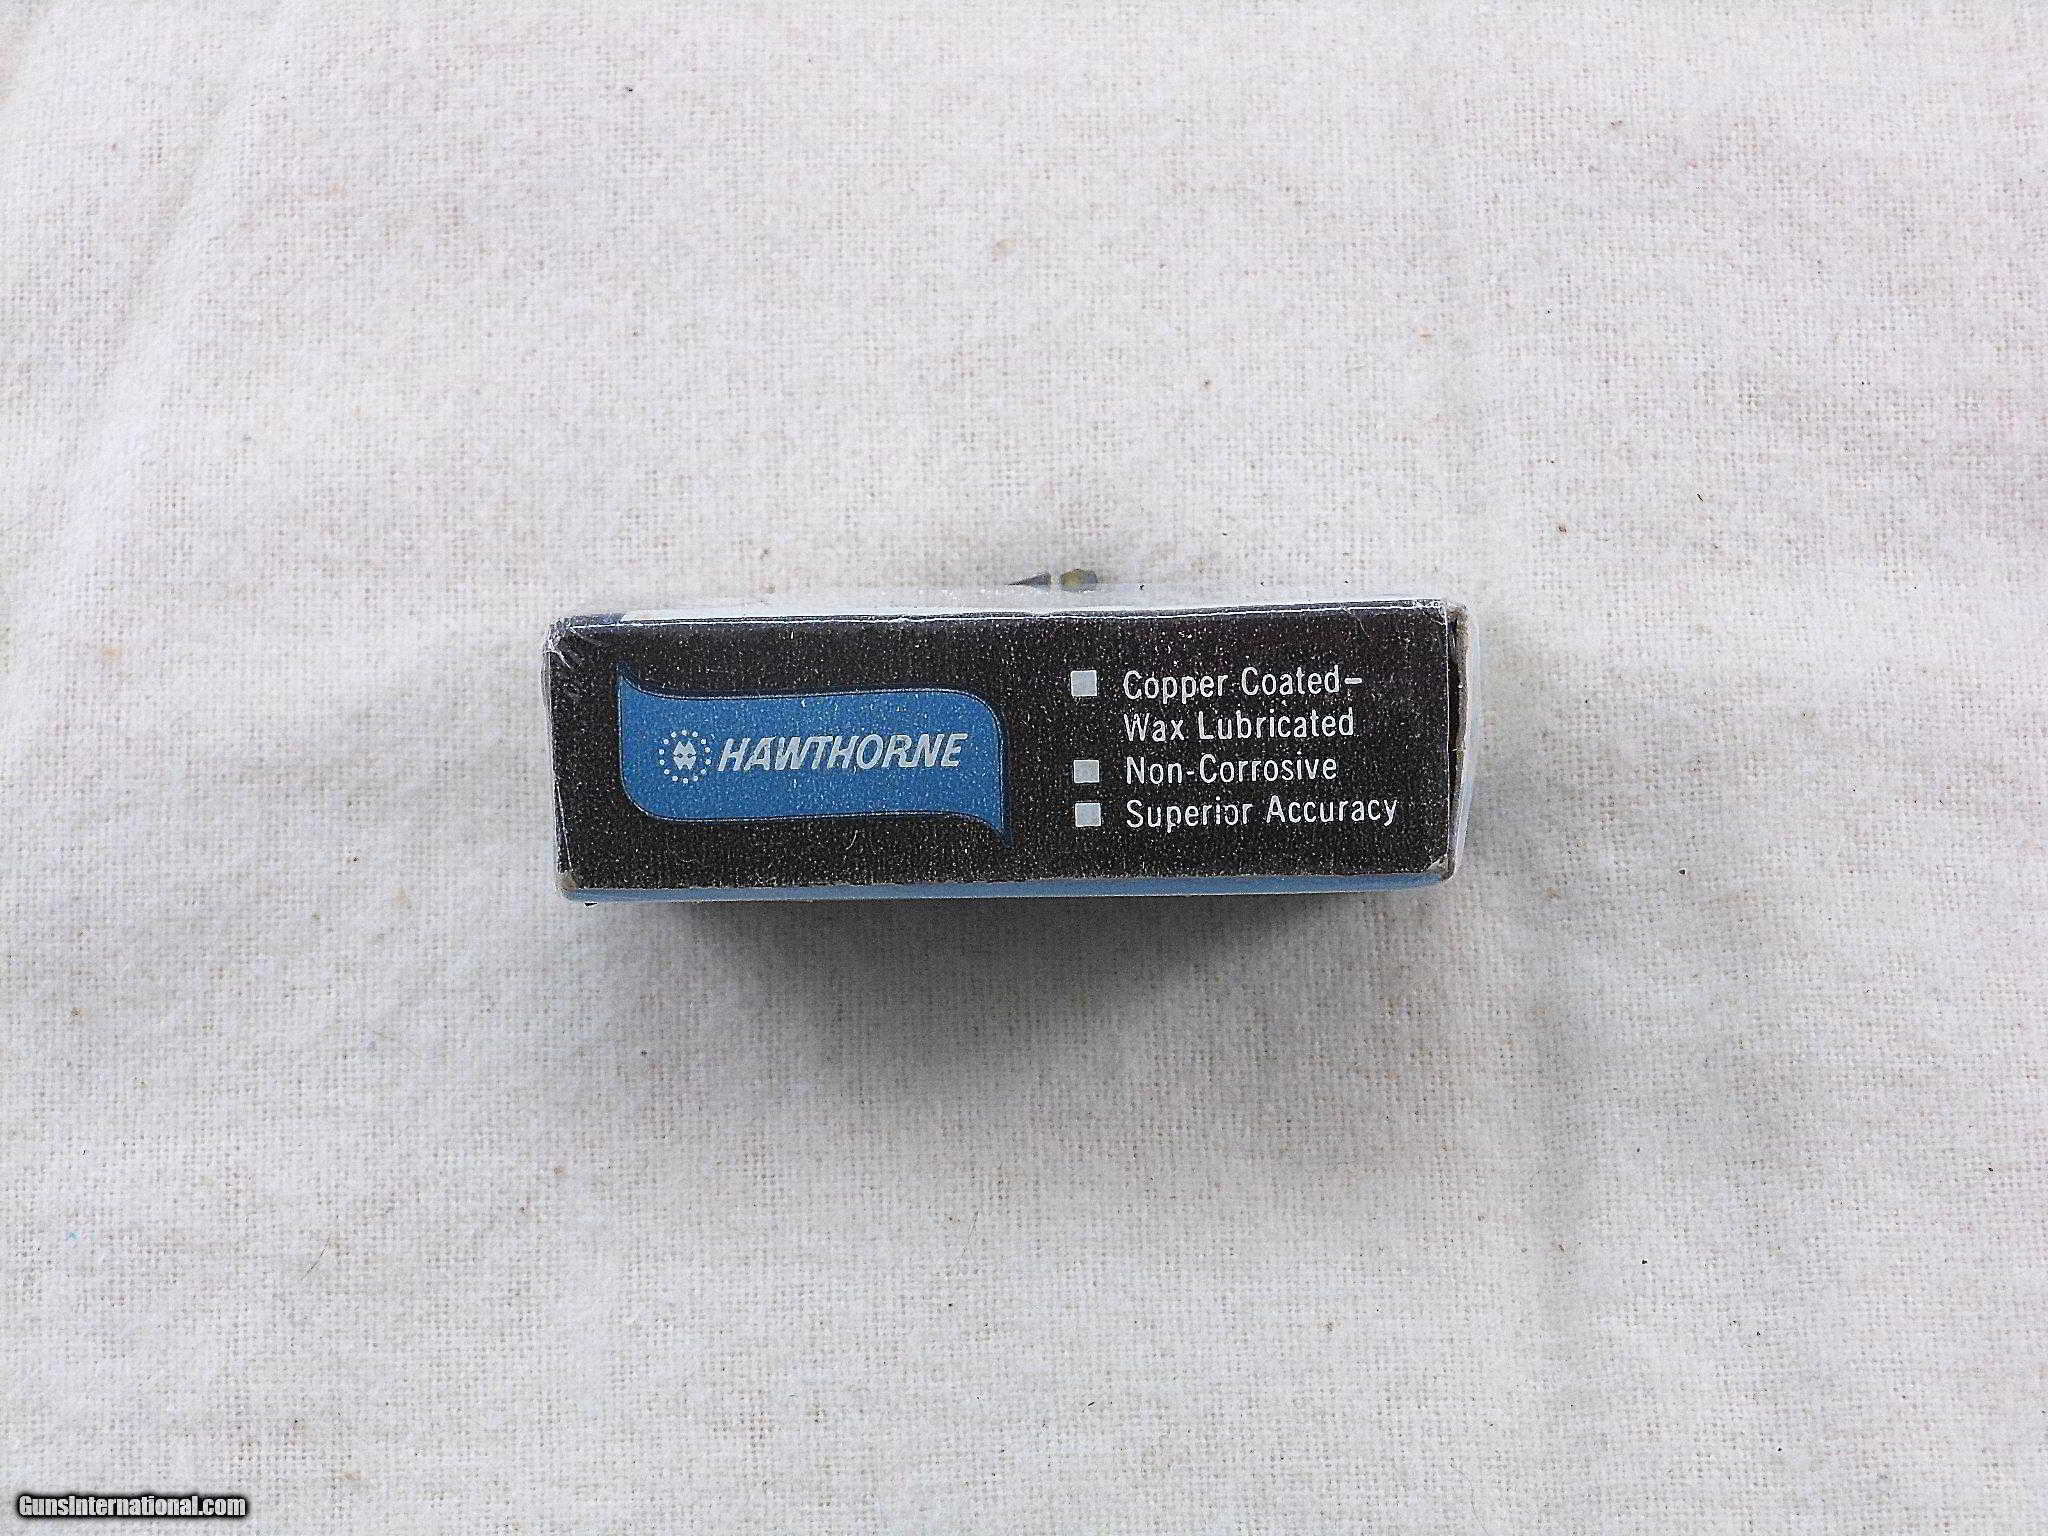 HAWTHORNE
Copper Coated-
Wax Lubricated
Non-Corrosive
Superior Accuracy
GunsInternational.com